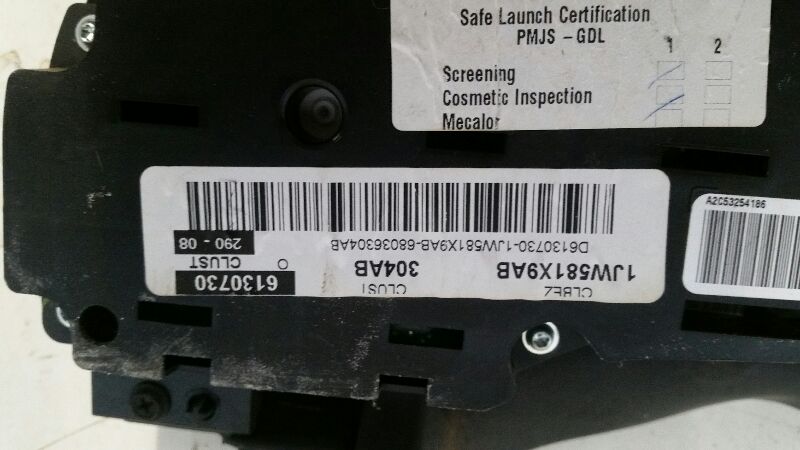 Safe Launch Certification
PMJS - GDL
1 2
Screening
Cosmetic Inspection
Mecalor
A2C53254186
CLBEZ
1JW581X9AB
CLUST
304AB
6130730
CLUST
O
290 - 08
D6130730-1JW581X9AB-68036304AB